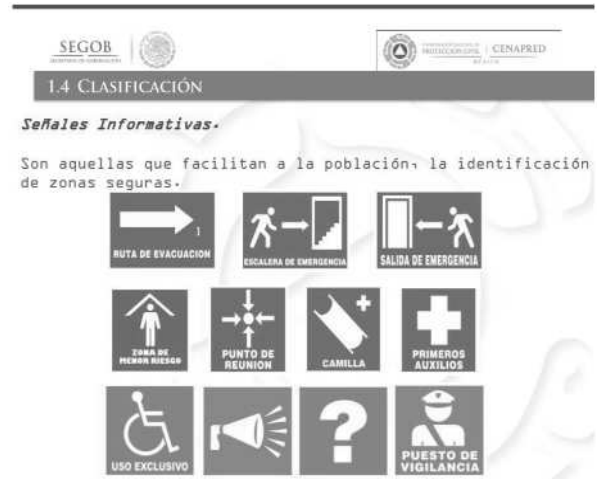 SEGOB
CENAPRED
MÉXICO
1.4 CLASIFICACIÓN
Señales Informativas.
Son aquellas que facilitan a la población, la identificación
de zonas seguras.
1
RUTA DE EVACUACION
ESCALERA DE EMERGENCIA
SALIDA DE EMERGENCIA
ZONA DE
MENOR RIESGO
PUNTO DE
REUNION
CAMILLA
PRIMEROS
AUXILIOS
USO EXCLUSIVO
?
PUESTO DE
VIGILANCIA